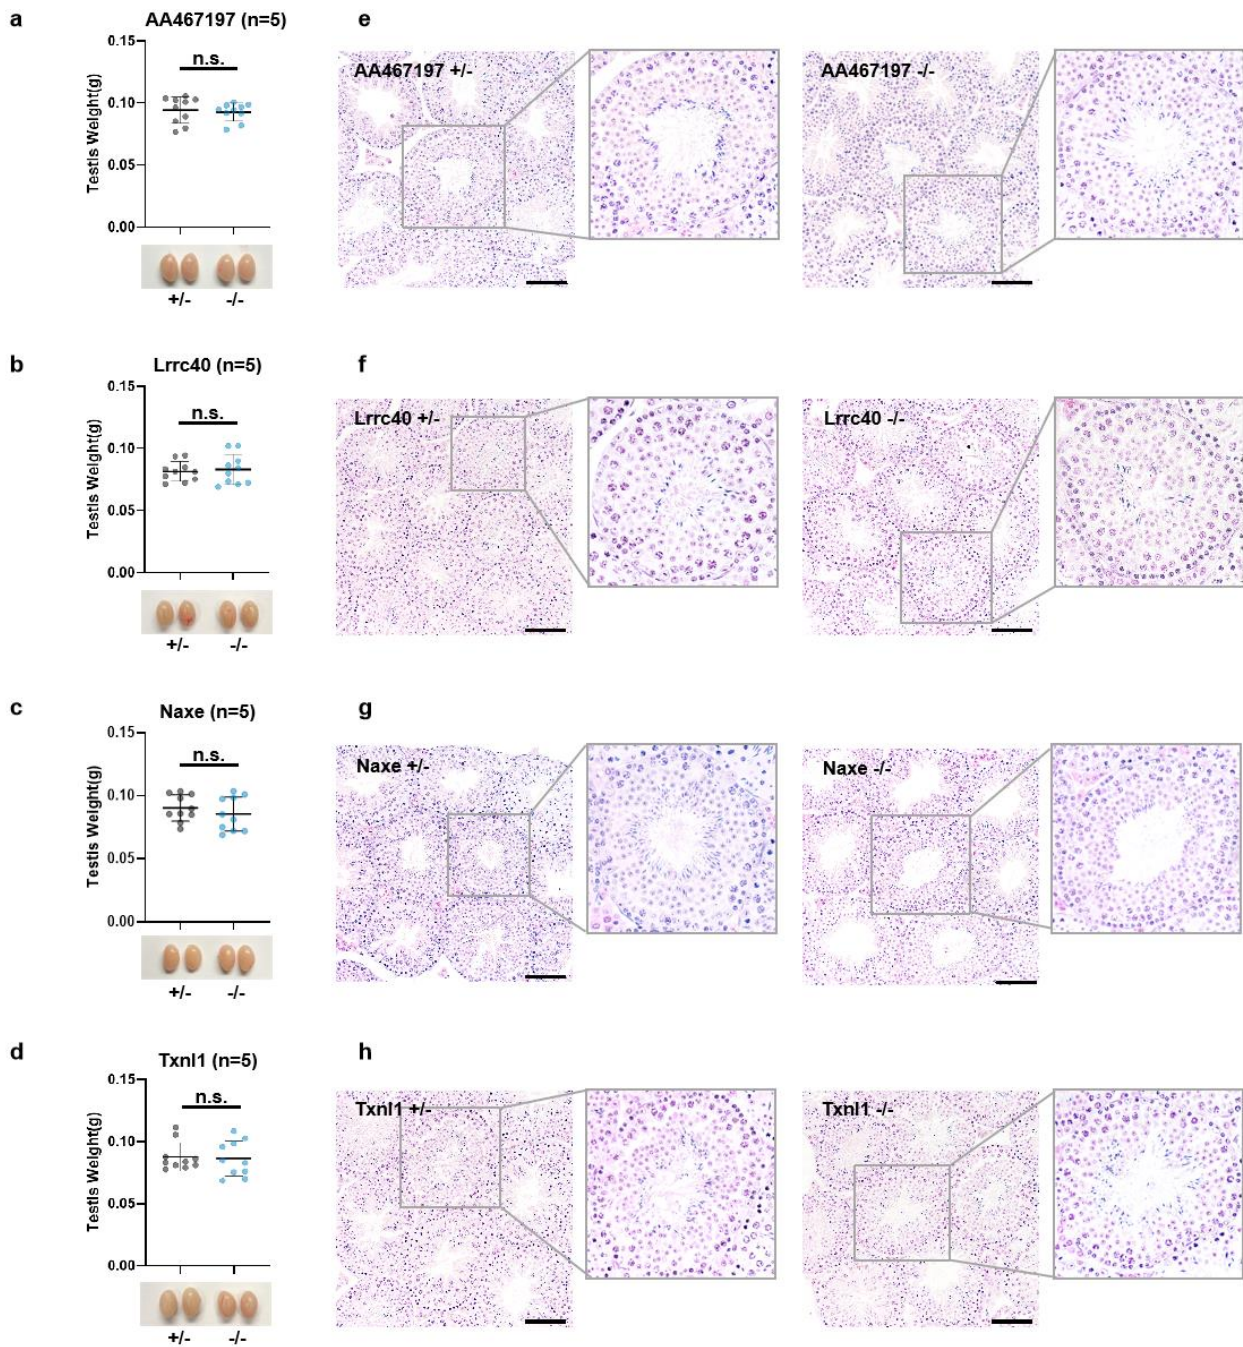 a
AA467197 (n=5)
0.15
n.s.
0.10
0.05
0.00
Testis Weight(g)
+/-
-/-
e
AA467197 +/-
AA467197 -/-
b
Lrrc40 (n=5)
0.15
n.s.
0.10
0.05
0.00
Testis Weight(g)
+/-
-/-
f
Lrrc40 +/-
Lrrc40 -/-
c
Naxe (n=5)
0.15
n.s.
0.10
0.05
0.00
Testis Weight(g)
+/-
-/-
g
Naxe +/-
Naxe -/-
d
Txnl1 (n=5)
0.15
n.s.
0.10
0.05
0.00
Testis Weight(g)
+/-
-/-
h
Txnl1 +/-
Txnl1 -/-